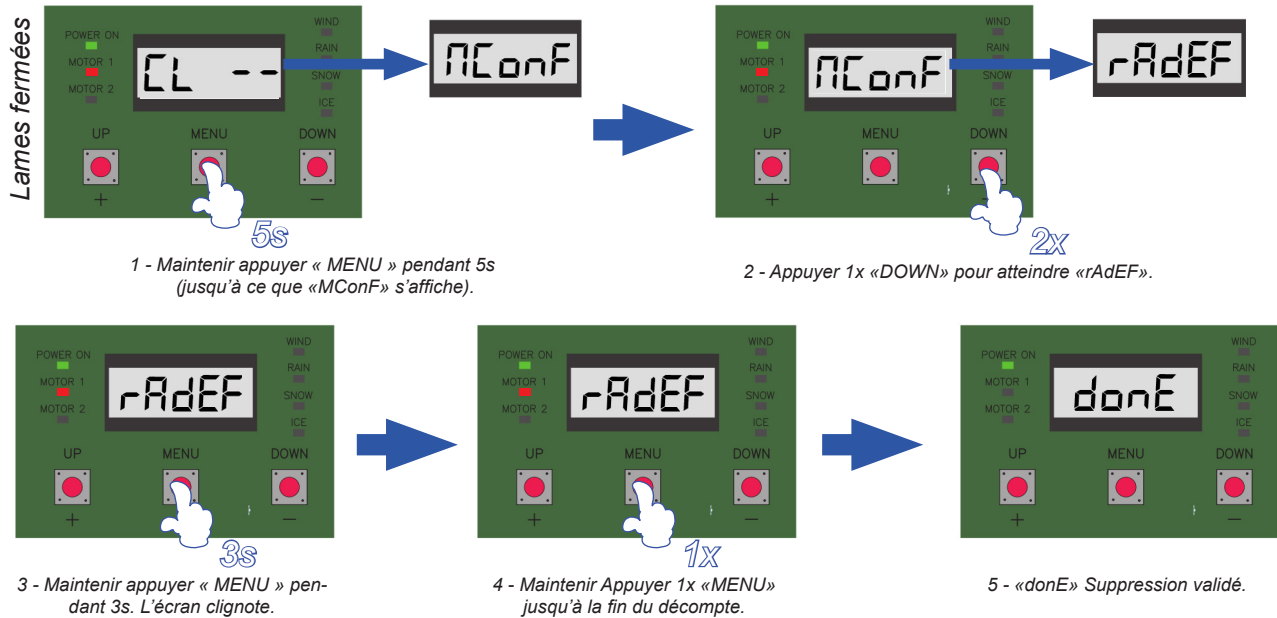 Lames fermées
POWER ON
MOTOR 1
MOTOR 2
CL --
WIND
RAIN
SNOW
ICE
UP
MENU
DOWN
+
−
5s
MConF
1 - Maintenir appuyer « MENU » pendant 5s
(jusqu'à ce que «MConF» s'affiche).
POWER ON
MOTOR 1
MOTOR 2
MConF
WIND
RAIN
SNOW
ICE
UP
MENU
DOWN
+
2x
rAdEF
2 - Appuyer 1x «DOWN» pour atteindre «rAdEF».
POWER ON
MOTOR 1
MOTOR 2
rAdEF
WIND
RAIN
SNOW
ICE
UP
MENU
DOWN
+
−
3s
3 - Maintenir appuyer « MENU » pen-
dant 3s. L'écran clignote.
POWER ON
MOTOR 1
MOTOR 2
rAdEF
WIND
RAIN
SNOW
ICE
UP
MENU
DOWN
+
−
1x
4 - Maintenir Appuyer 1x «MENU»
jusqu'à la fin du décompte.
POWER ON
MOTOR 1
MOTOR 2
donE
WIND
RAIN
SNOW
ICE
UP
MENU
DOWN
+
−
5 - «donE» Suppression validé.